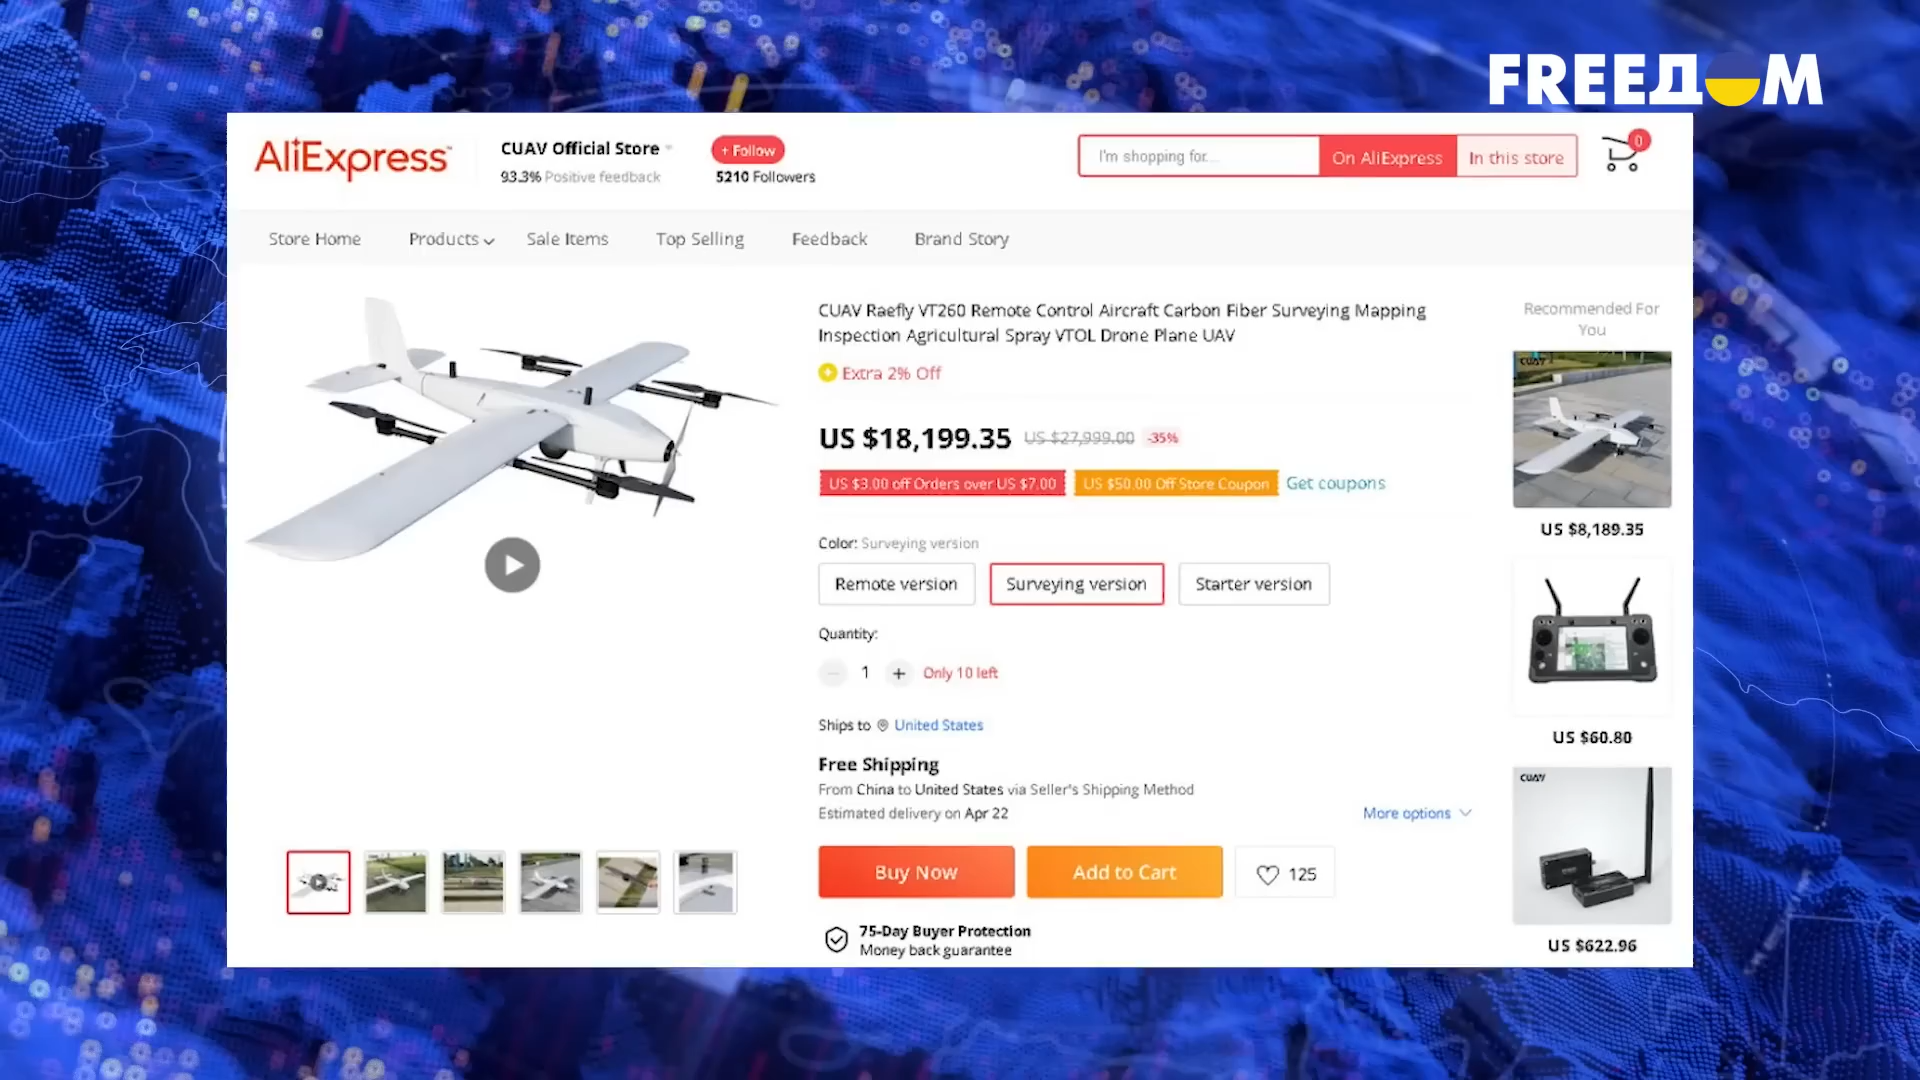 FREEДOM
AliExpress
CUAV Official Store
+ Follow
93.3% Positive feedback
5210 Followers
I'm shopping for...
On AliExpress
In this store
0
Store Home
Products
Sale Items
Top Selling
Feedback
Brand Story
CUAV Raefly VT260 Remote Control Aircraft Carbon Fiber Surveying Mapping
Inspection Agricultural Spray VTOL Drone Plane UAV
Extra 2% Off
US $18,199.35 US $27,999.00 -35%
US $3.00 off Orders over US $7.00
US $50.00 Off Store Coupon
Get coupons
Color: Surveying version
Remote version
Surveying version
Starter version
Quantity:
1
Only 10 left
Ships to United States
Free Shipping
From China to United States via Seller's Shipping Method
Estimated delivery on Apr 22
More options
Buy Now
Add to Cart
125
75-Day Buyer Protection
Money back guarantee
Recommended For
You
CUAV
US $8,189.35
US $60.80
CUAV
US $622.96